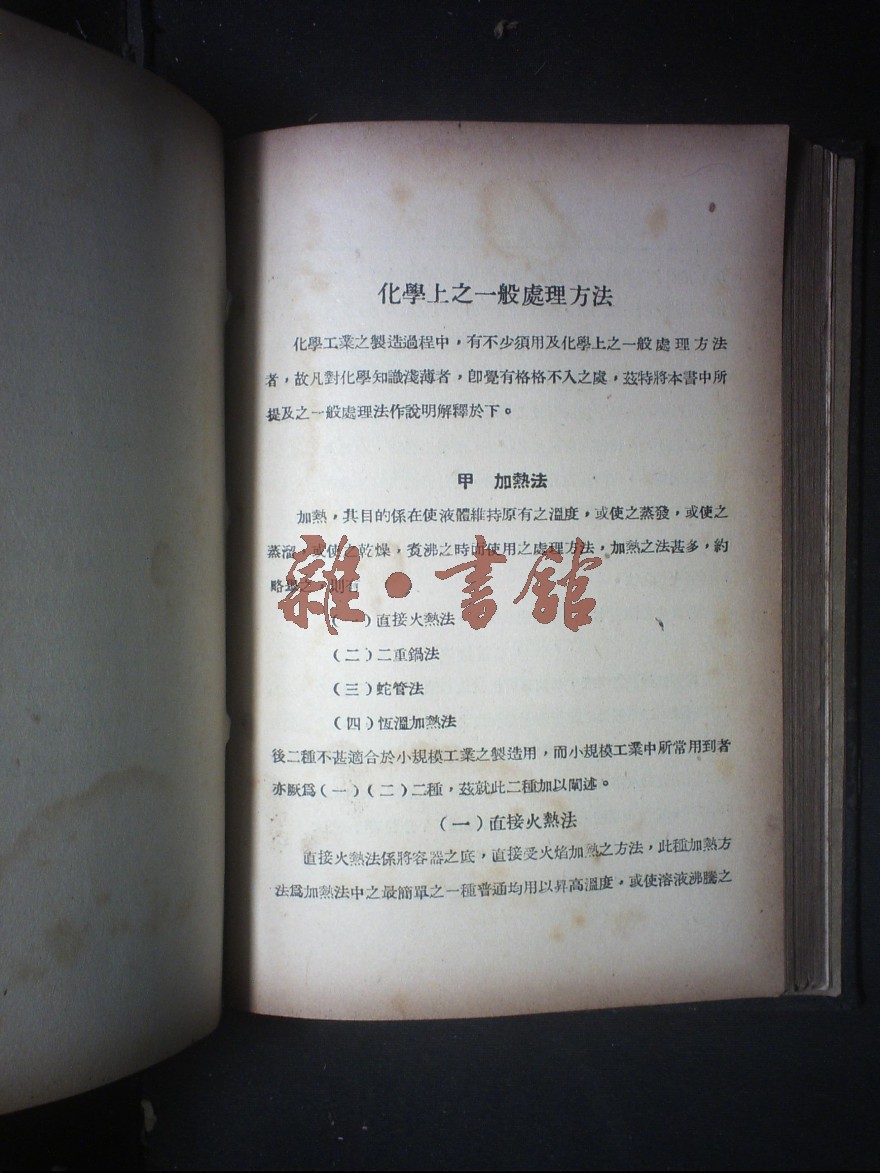 化學上之一般處理方法
化學工業之製造過程中，有不少須用及化學上之一般處理方法
者，故凡對化學知識淺薄者，卽覺有格格不入之處，茲特將本書中所
提及之一般處理法作說明解釋於下。
甲　加熱法
加熱，其目的係在使液體維持原有之溫度，或使之蒸發，或使之
蒸溜，或使之乾燥，煑沸之時而使用之處理方法，加熱之法甚多，約
略 則
雜・書館
（一）直接火熱法
（二）二重鍋法
（三）蛇管法
（四）恆溫加熱法
後二種不甚適合於小規模工業之製造用，而小規模工業中所常用到者
亦厥爲（一）（二）二種，茲就此二種加以闡述。
（一）直接火熱法
直接火熱法係將容器之底，直接受火焰加熱之方法，此種加熱方
法爲加熱法中之最簡單之一種普通均用以昇高溫度，或使溶液沸騰之